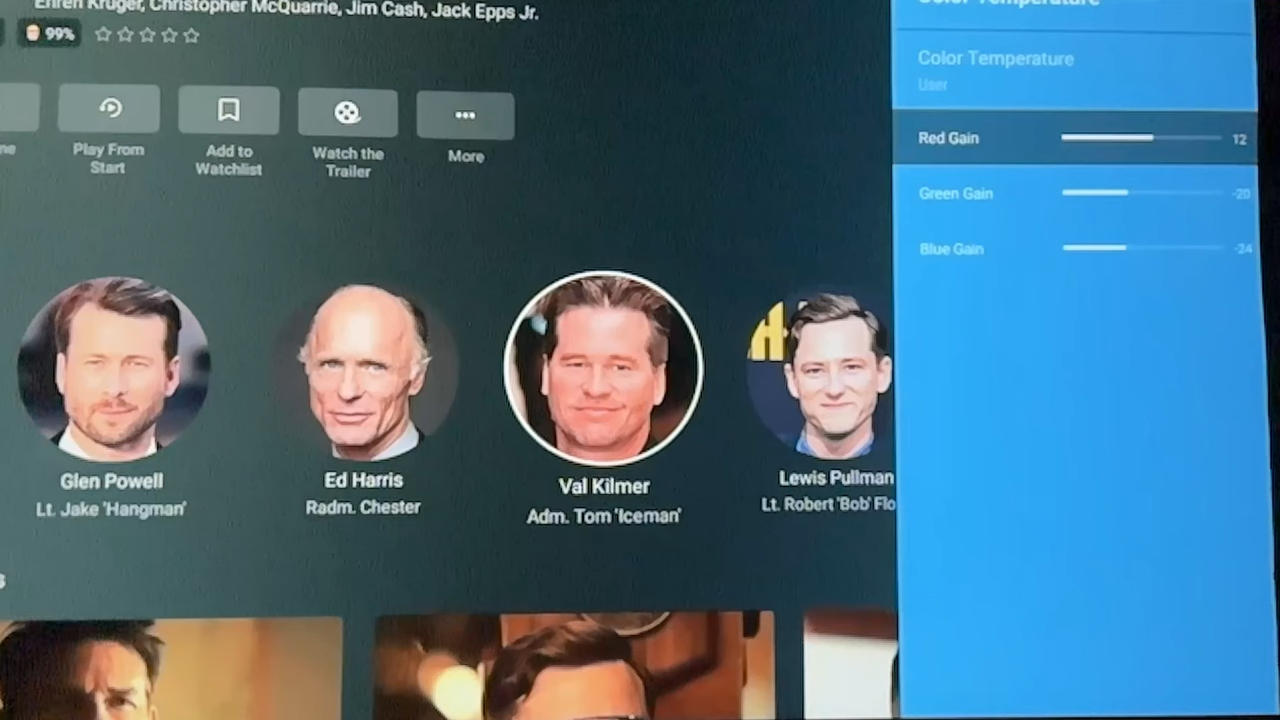 Ehren Kruger, Christopher McQuarrie, Jim Cash, Jack Epps Jr.
99%
Play From
Start
Add to
Watchlist
Watch the
Trailer
More
Glen Powell
Lt. Jake 'Hangman'
Ed Harris
Radm. Chester
Val Kilmer
Adm. Tom 'Iceman'
Lewis Pullman
Lt. Robert 'Bob' Flo
Color Temperature
Color Temperature
User
Red Gain 12
Green Gain -20
Blue Gain -24